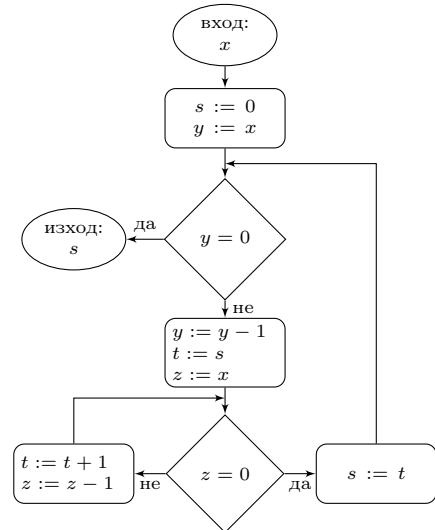 вход:
x
s := 0
y := x
y = 0
да
изход:
s
не
y := y − 1
t := s
z := x
z = 0
не
t := t + 1
z := z − 1
да
s := t